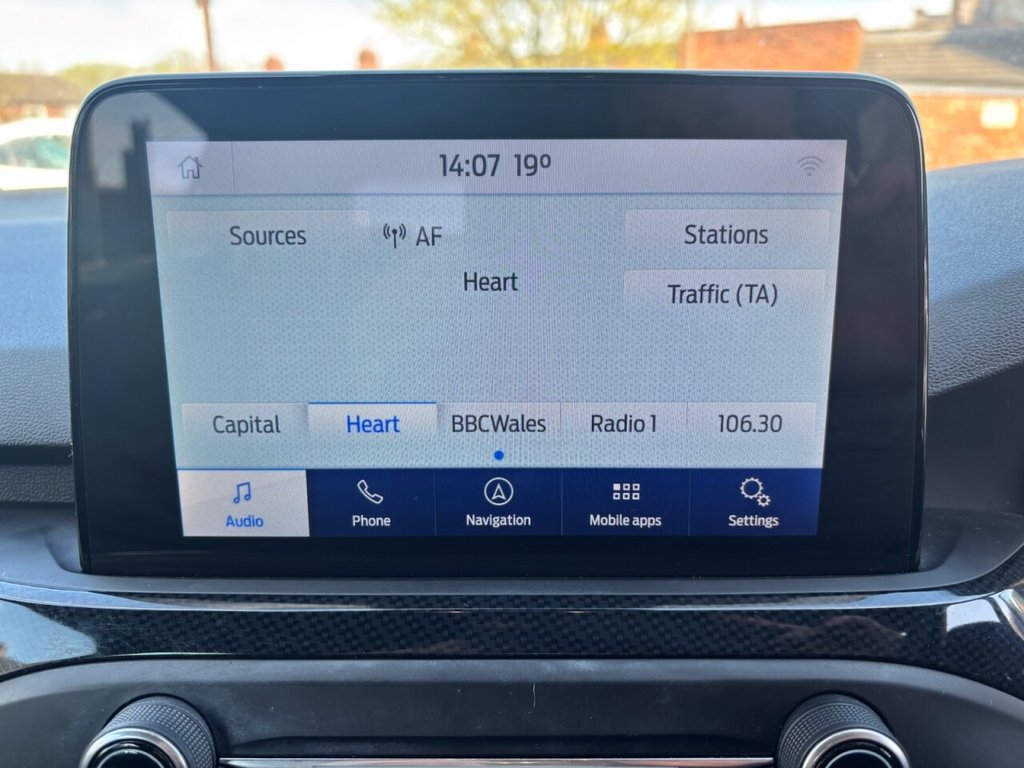 14:07 19º
Sources AF Stations
Heart
Traffic (TA)
Capital Heart BBCWales Radio 1 106.30
Audio Phone Navigation Mobile apps Settings